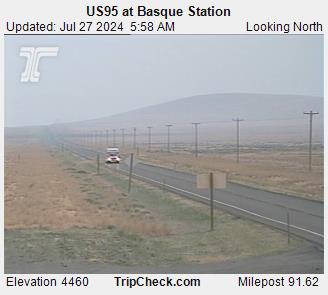 US95 at Basque Station
Updated: Jul 27 2024 5:58 AM Looking North
Elevation 4460 TripCheck.com Milepost 91.62